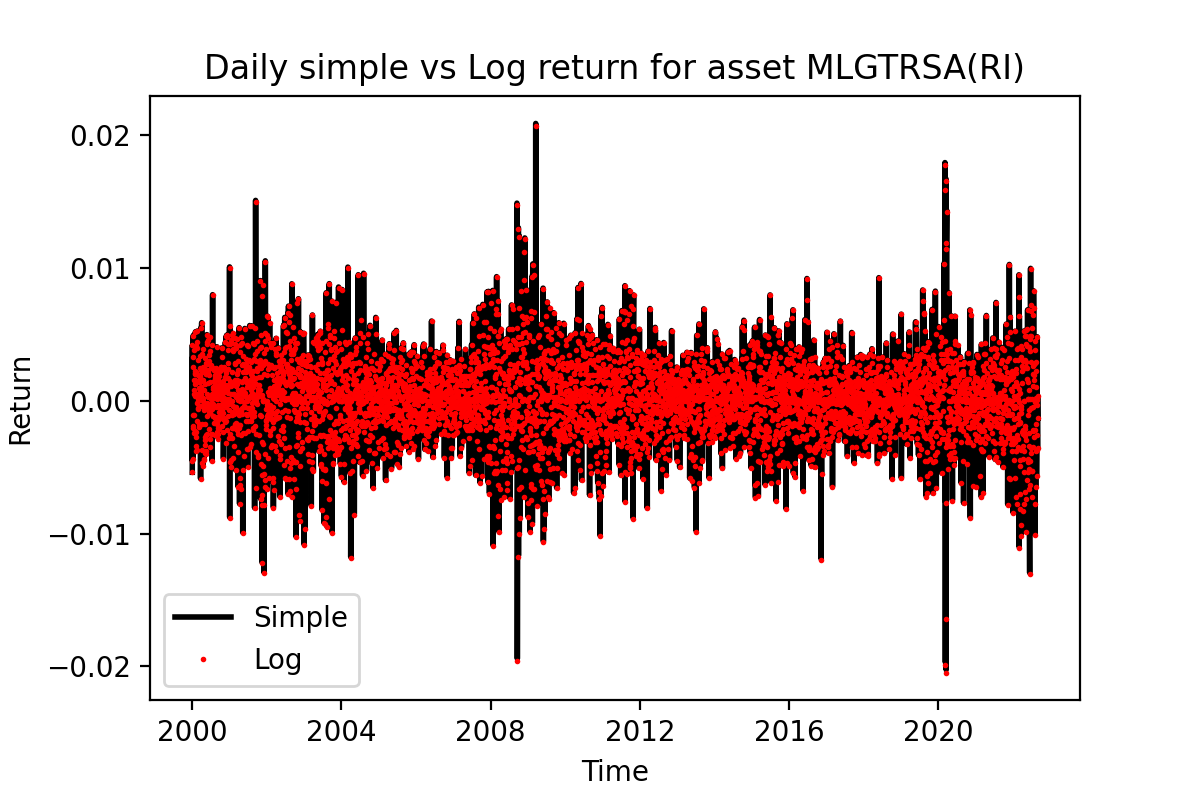 Daily simple vs Log return for asset MLGTRSA(RI)
0.02
0.01
0.00
−0.01
−0.02
Return
Simple
Log
2000 2004 2008 2012 2016 2020
Time